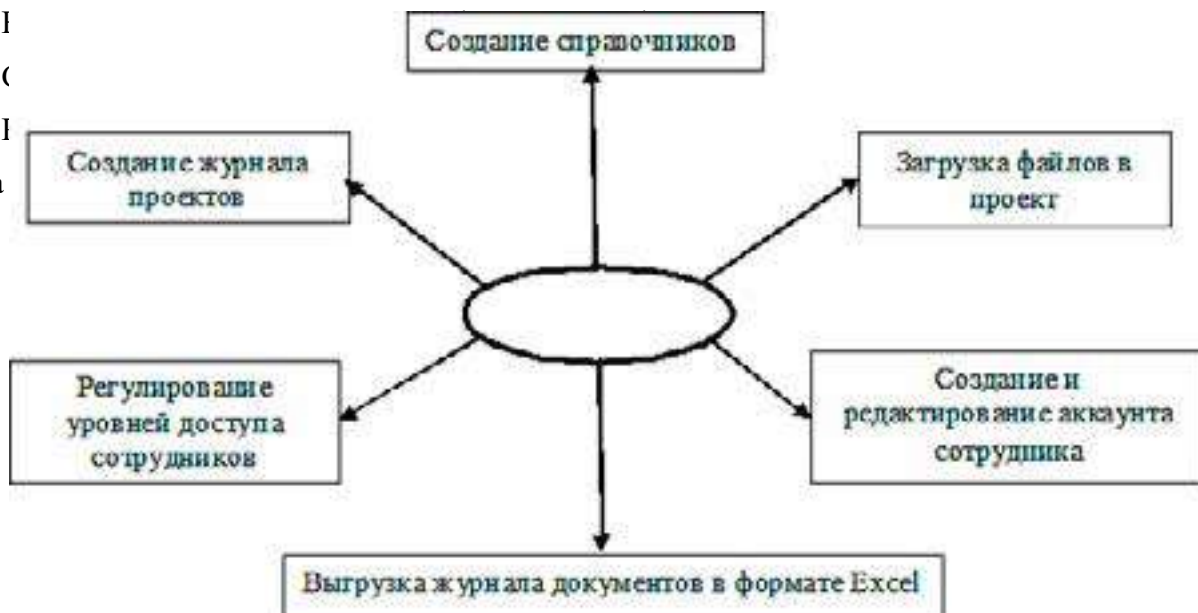 Создание справочников
Создание журнала
проектов
Загрузка файлов в
проект
Регулирование
уровней доступа
сотрудников
Создание и
редактирование аккаунта
сотрудника
Выгрузка журнала документов в формате Excel